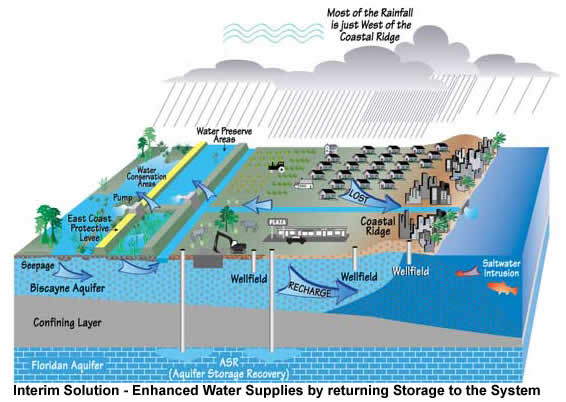 Most of the Rainfall
is just West of the
Coastal Ridge
Water Preserve
Areas
Water
Conservation
Areas
Pump
East Coast
Protective
Levee
LOST
PLAZA
Coastal
Ridge
Seepage
Biscayne Aquifer
Wellfield
RECHARGE
Wellfield
Wellfield
Saltwater
Intrusion
Confining Layer
Floridan Aquifer
ASR
(Aquifer Storage Recovery)
Interim Solution - Enhanced Water Supplies by returning Storage to the System